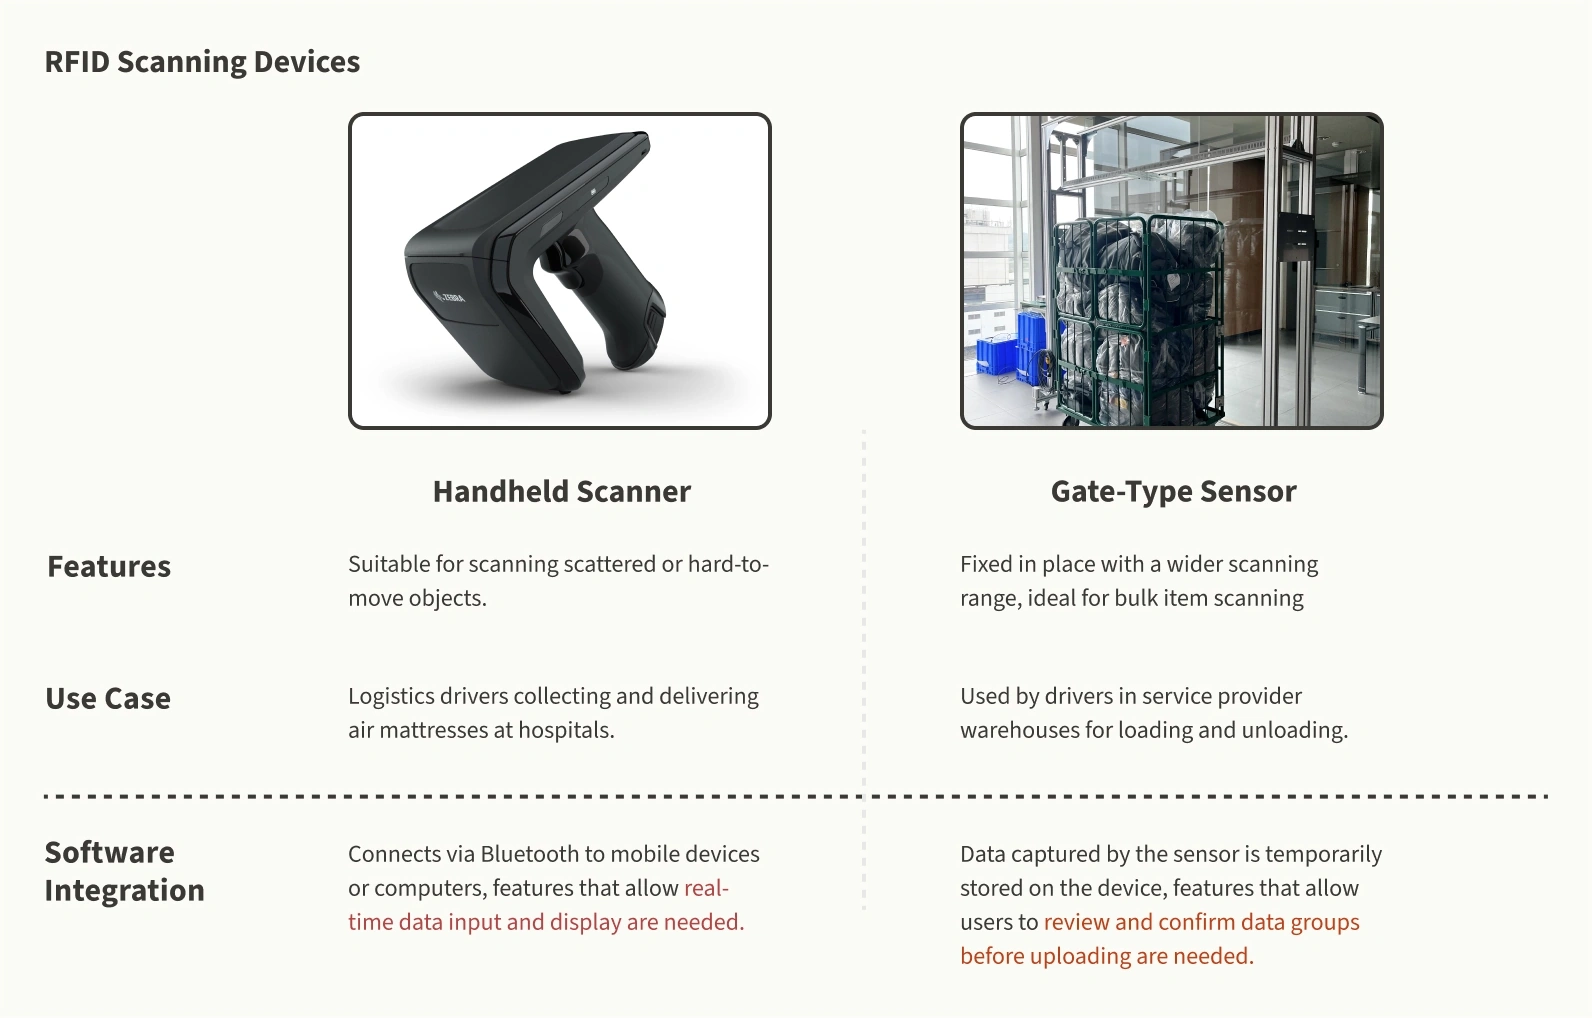 RFID Scanning Devices
ZEBRA
Handheld Scanner
Gate-Type Sensor
Features
Suitable for scanning scattered or hard-to-
move objects.
Fixed in place with a wider scanning
range, ideal for bulk item scanning
Use Case
Logistics drivers collecting and delivering
air mattresses at hospitals.
Used by drivers in service provider
warehouses for loading and unloading.
Software
Integration
Connects via Bluetooth to mobile devices
or computers, features that allow real-
time data input and display are needed.
Data captured by the sensor is temporarily
stored on the device, features that allow
users to review and confirm data groups
before uploading are needed.